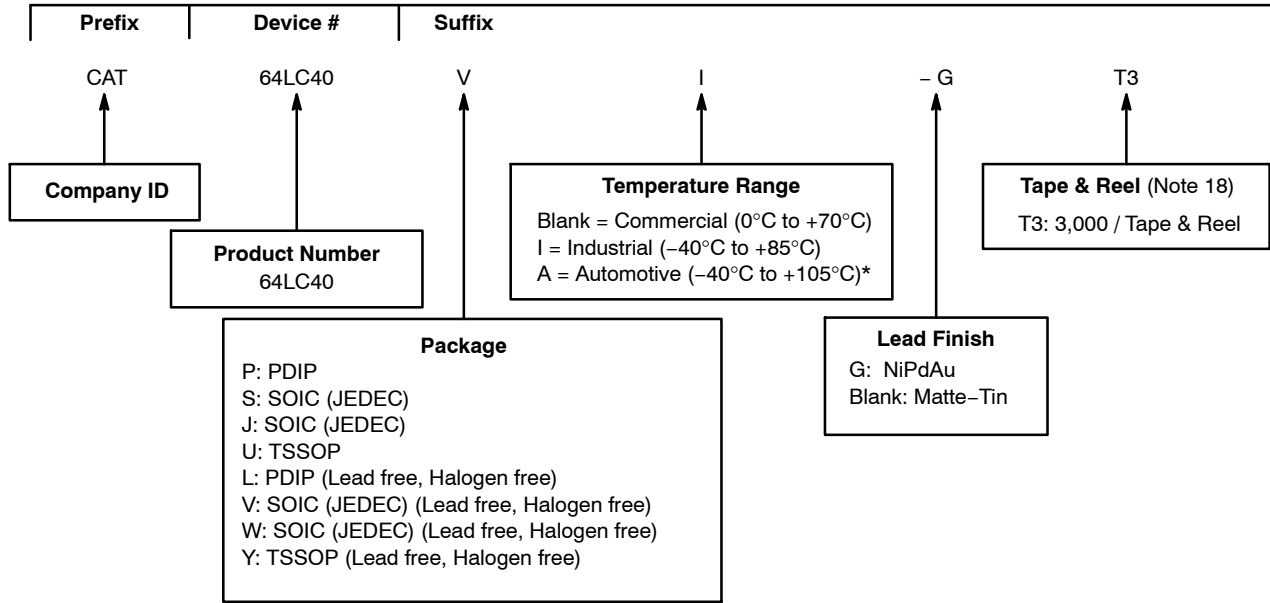 Prefix Device # Suffix
CAT 64LC40 V I – G T3
Company ID
Product Number
64LC40
Package
P: PDIP
S: SOIC (JEDEC)
J: SOIC (JEDEC)
U: TSSOP
L: PDIP (Lead free, Halogen free)
V: SOIC (JEDEC) (Lead free, Halogen free)
W: SOIC (JEDEC) (Lead free, Halogen free)
Y: TSSOP (Lead free, Halogen free)
Temperature Range
Blank = Commercial (0°C to +70°C)
I = Industrial (−40°C to +85°C)
A = Automotive (−40°C to +105°C)*
Lead Finish
G: NiPdAu
Blank: Matte−Tin
Tape & Reel (Note 18)
T3: 3,000 / Tape & Reel